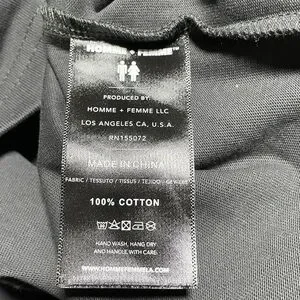 HOMME + FEMME™
PRODUCED BY:
HOMME + FEMME LLC
LOS ANGELES CA, U.S.A.
RN155072
MADE IN CHINA
FABRIC / TESSUTO / TISSUS / TEJIDO / GEWEBE
100% COTTON
HAND WASH, HANG DRY
AND HANDLE WITH CARE.
WWW.HOMMEFEMMELA.COM